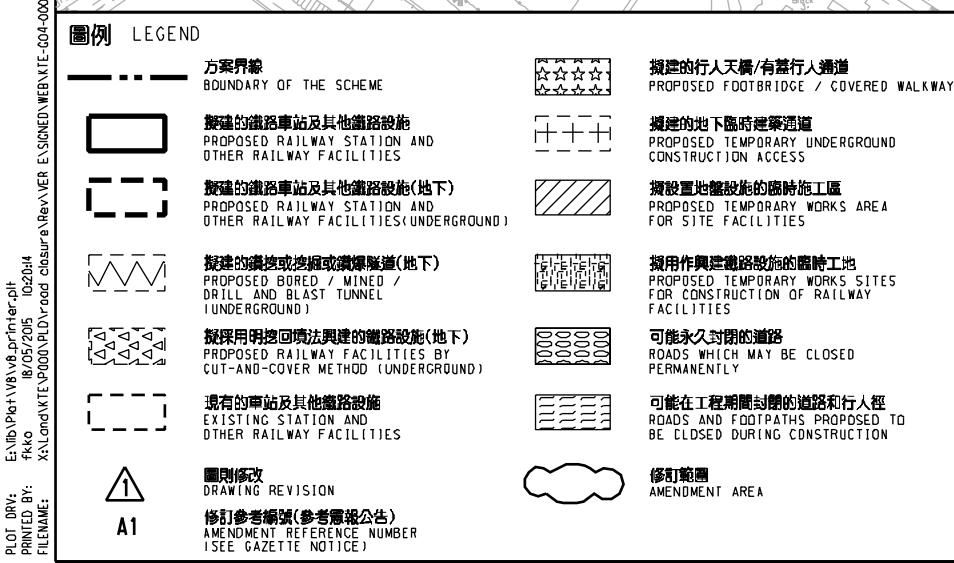 圖例 LEGEND
方案界線
BOUNDARY OF THE SCHEME
擬建的鐵路車站及其他鐵路設施
PROPOSED RAILWAY STATION AND
OTHER RAILWAY FACILITIES
擬建的鐵路車站及其他鐵路設施(地下)
PROPOSED RAILWAY STATION AND
OTHER RAILWAY FACILITIES(UNDERGROUND)
擬建的鑽挖或挖掘或鑽爆隧道(地下)
PROPOSED BORED / MINED /
DRILL AND BLAST TUNNEL
(UNDERGROUND)
擬採用明挖回填法興建的鐵路設施(地下)
PROPOSED RAILWAY FACILITIES BY
CUT-AND-COVER METHOD (UNDERGROUND)
現有的車站及其他鐵路設施
EXISTING STATION AND
OTHER RAILWAY FACILITIES
1
圖則修改
DRAWING REVISION
A1
修訂參考編號(參考憲報公告)
AMENDMENT REFERENCE NUMBER
(SEE GAZETTE NOTICE)
擬建的行人天橋/有蓋行人通道
PROPOSED FOOTBRIDGE / COVERED WALKWAY
擬建的地下臨時建築通道
PROPOSED TEMPORARY UNDERGROUND
CONSTRUCTION ACCESS
擬設置地盤設施的臨時施工區
PROPOSED TEMPORARY WORKS AREA
FOR SITE FACILITIES
擬用作興建鐵路設施的臨時工地
PROPOSED TEMPORARY WORKS SITES
FOR CONSTRUCTION OF RAILWAY
FACILITIES
可能永久封閉的道路
ROADS WHICH MAY BE CLOSED
PERMANENTLY
可能在工程期間封閉的道路和行人徑
ROADS AND FOOTPATHS PROPOSED TO
BE CLOSED DURING CONSTRUCTION
修訂範圍
AMENDMENT AREA
PLOT DRV: E:\lib\Plot\V8\v8.printer.plt
PRINTED BY: fkko 18/05/2015 10:20:14
FILENAME: X:\Land\KTE\P000\PLD\road closure\Rev\VER E\SIGNED\WEB\KTE-G04-000